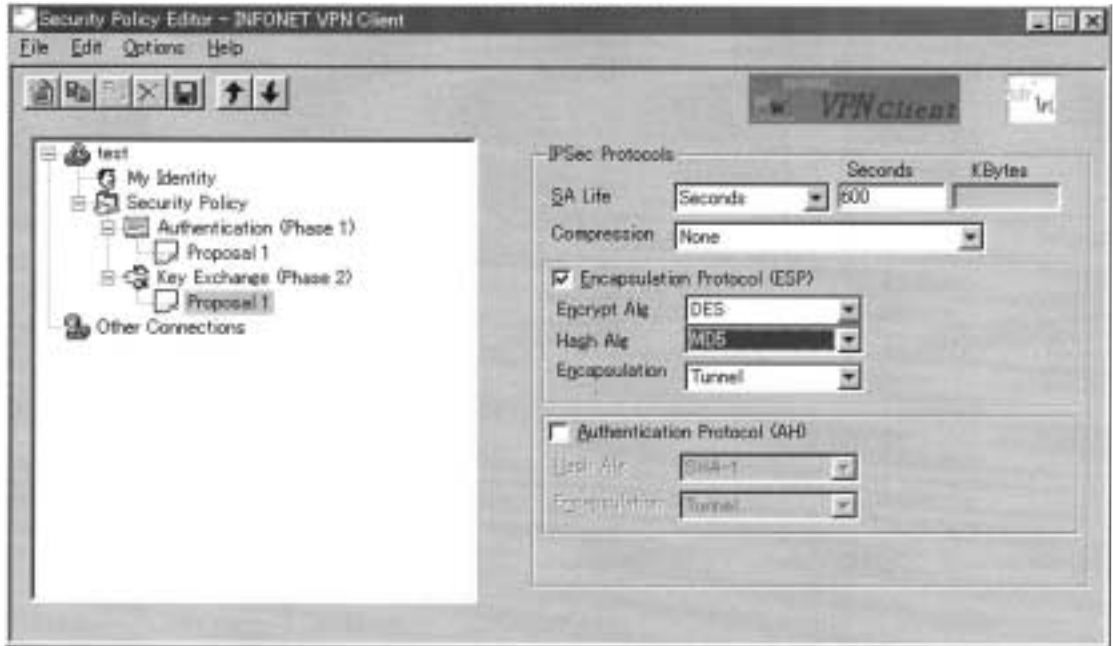 Security Policy Editor - INFONET VPN Client
File Edit Options Help
VPN Client
test
My Identity
Security Policy
Authentication (Phase 1)
Proposal 1
Key Exchange (Phase 2)
Proposal 1
Other Connections
IPSec Protocols
Seconds KBytes
SA Life Seconds 600
Compression None
Encapsulation Protocol (ESP)
Encrypt Alg DES
Hash Alg MD5
Encapsulation Tunnel
Authentication Protocol (AH)
Hash Alg SHA-1
Encapsulation Tunnel